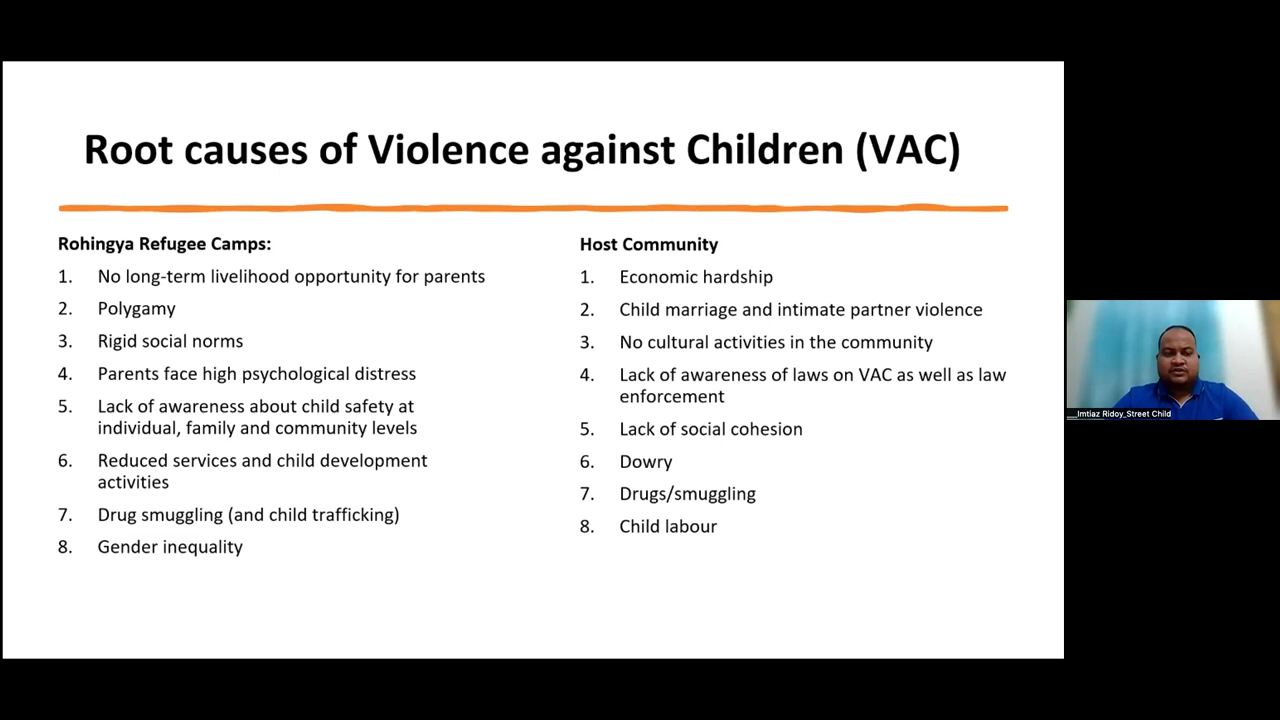 Root causes of Violence against Children (VAC)
Rohingya Refugee Camps:
1. No long-term livelihood opportunity for parents
2. Polygamy
3. Rigid social norms
4. Parents face high psychological distress
5. Lack of awareness about child safety at
individual, family and community levels
6. Reduced services and child development
activities
7. Drug smuggling (and child trafficking)
8. Gender inequality
Host Community
1. Economic hardship
2. Child marriage and intimate partner violence
3. No cultural activities in the community
4. Lack of awareness of laws on VAC as well as law
enforcement
5. Lack of social cohesion
6. Dowry
7. Drugs/smuggling
8. Child labour
Imtiaz Ridoy_Street Child